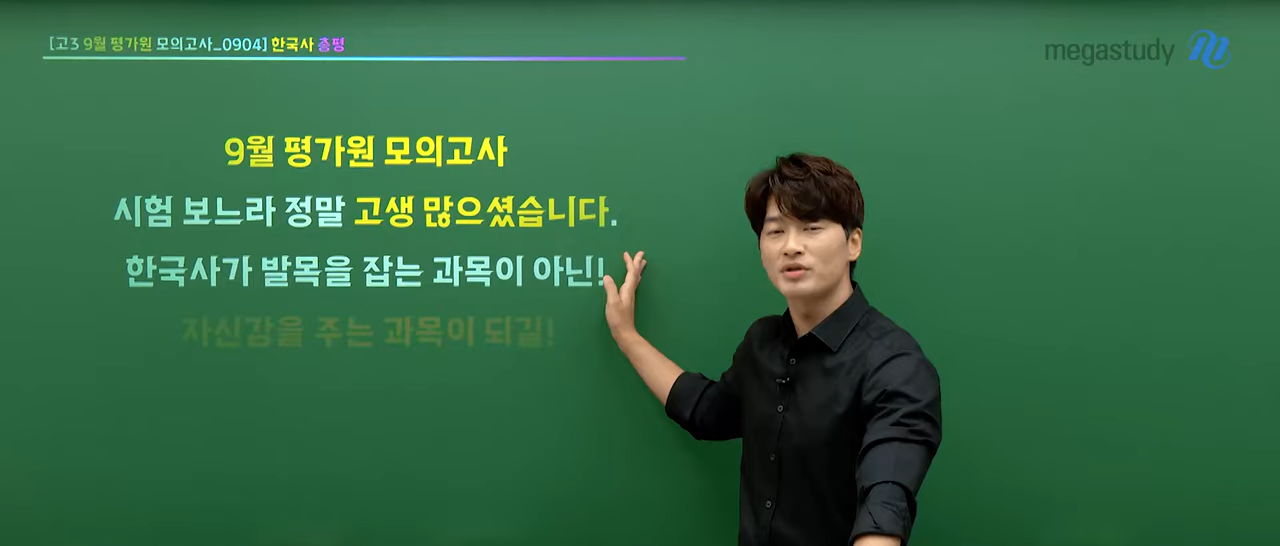 [고3 9월 평가원 모의고사_0904] 한국사 총평
megastudy
9월 평가원 모의고사
시험 보느라 정말 고생 많으셨습니다.
한국사가 발목을 잡는 과목이 아닌!
자신감을 주는 과목이 되길!